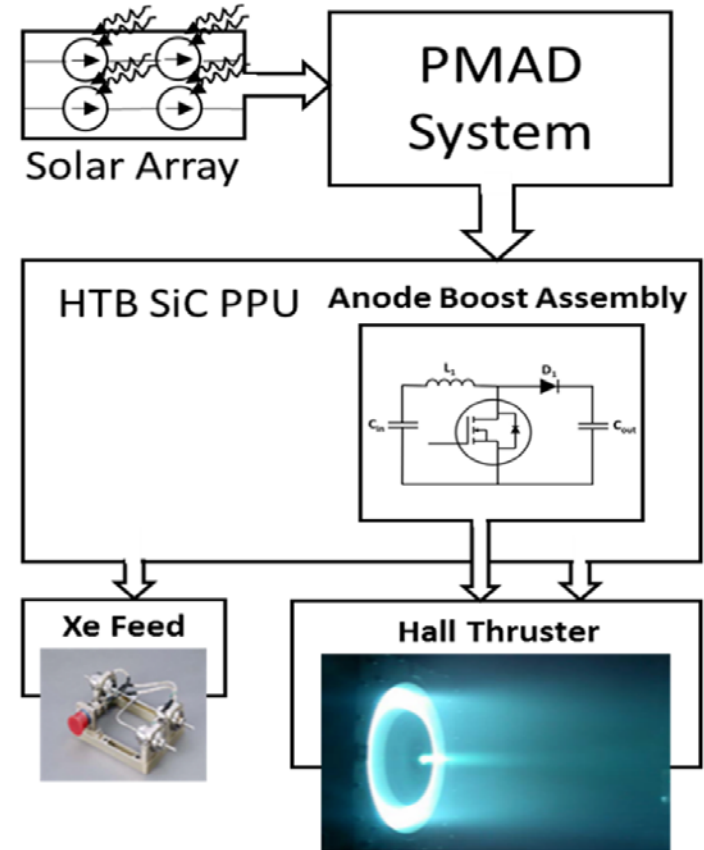 Solar Array
PMAD
System
HTB SiC PPU
Anode Boost Assembly
L1
D1
Cin
Cout
Xe Feed
Hall Thruster